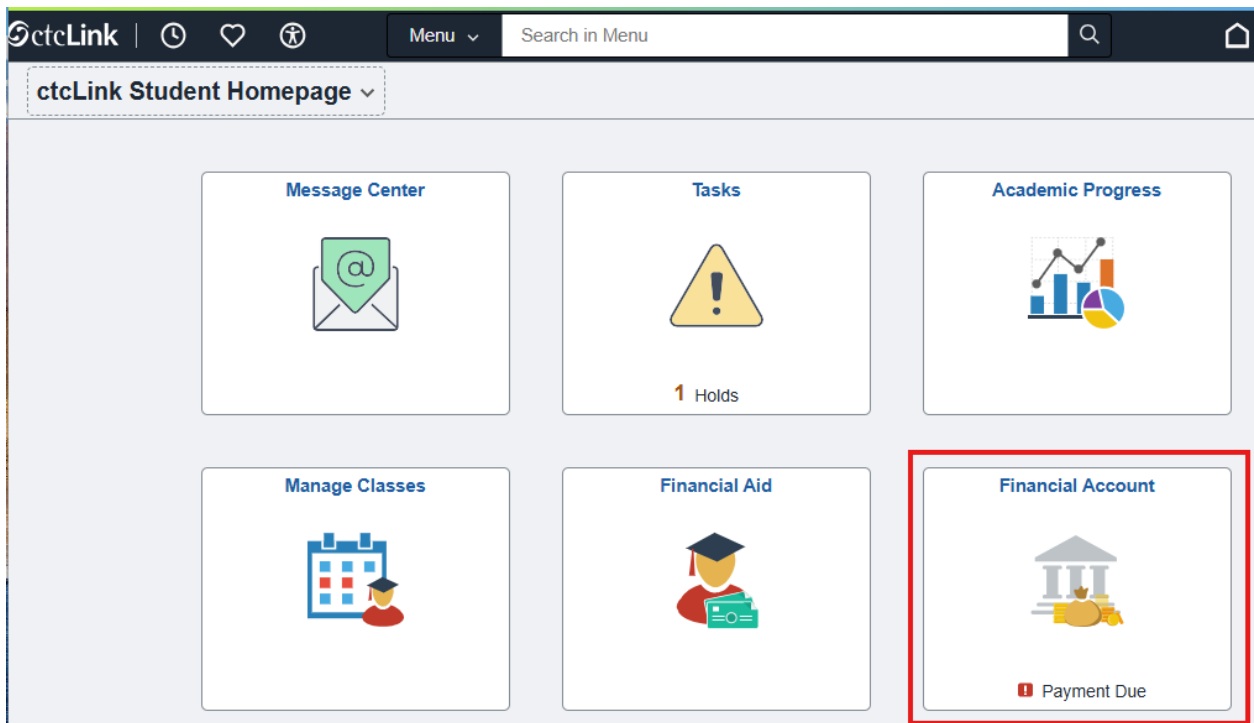 ctcLink
Menu
Search in Menu
ctcLink Student Homepage
Message Center
@
Tasks
!
1 Holds
Academic Progress
Manage Classes
Financial Aid
Financial Account
! Payment Due